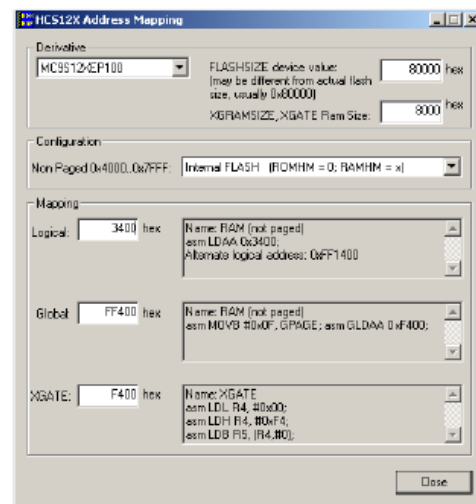 HCS12X Address Mapping
Derivative
MC9S12XEP100
FLASHSIZE device value:
(may be different from actual flash
size, usually 0x80000)
80000 hex
XGRAMSIZE, XGATE Ram Size:
8000 hex
Configuration
Non Paged 0x4000..0x7FFF: Internal FLASH (ROMHM = 0; RAMHM = x)
Mapping
Logical: 3400 hex
Name: RAM (not paged)
asm LDAA 0x3400;
Alternate logical address: 0xFF1400
Global: FF400 hex
Name: RAM (not paged)
asm MOVB #0x0F, GPAGE; asm GLDAA 0xF400;
XGATE: F400 hex
Name: XGATE
asm LDL R4, #0x00;
asm LDH R4, #0xF4;
asm LDB R5, (R4,#0);
Close